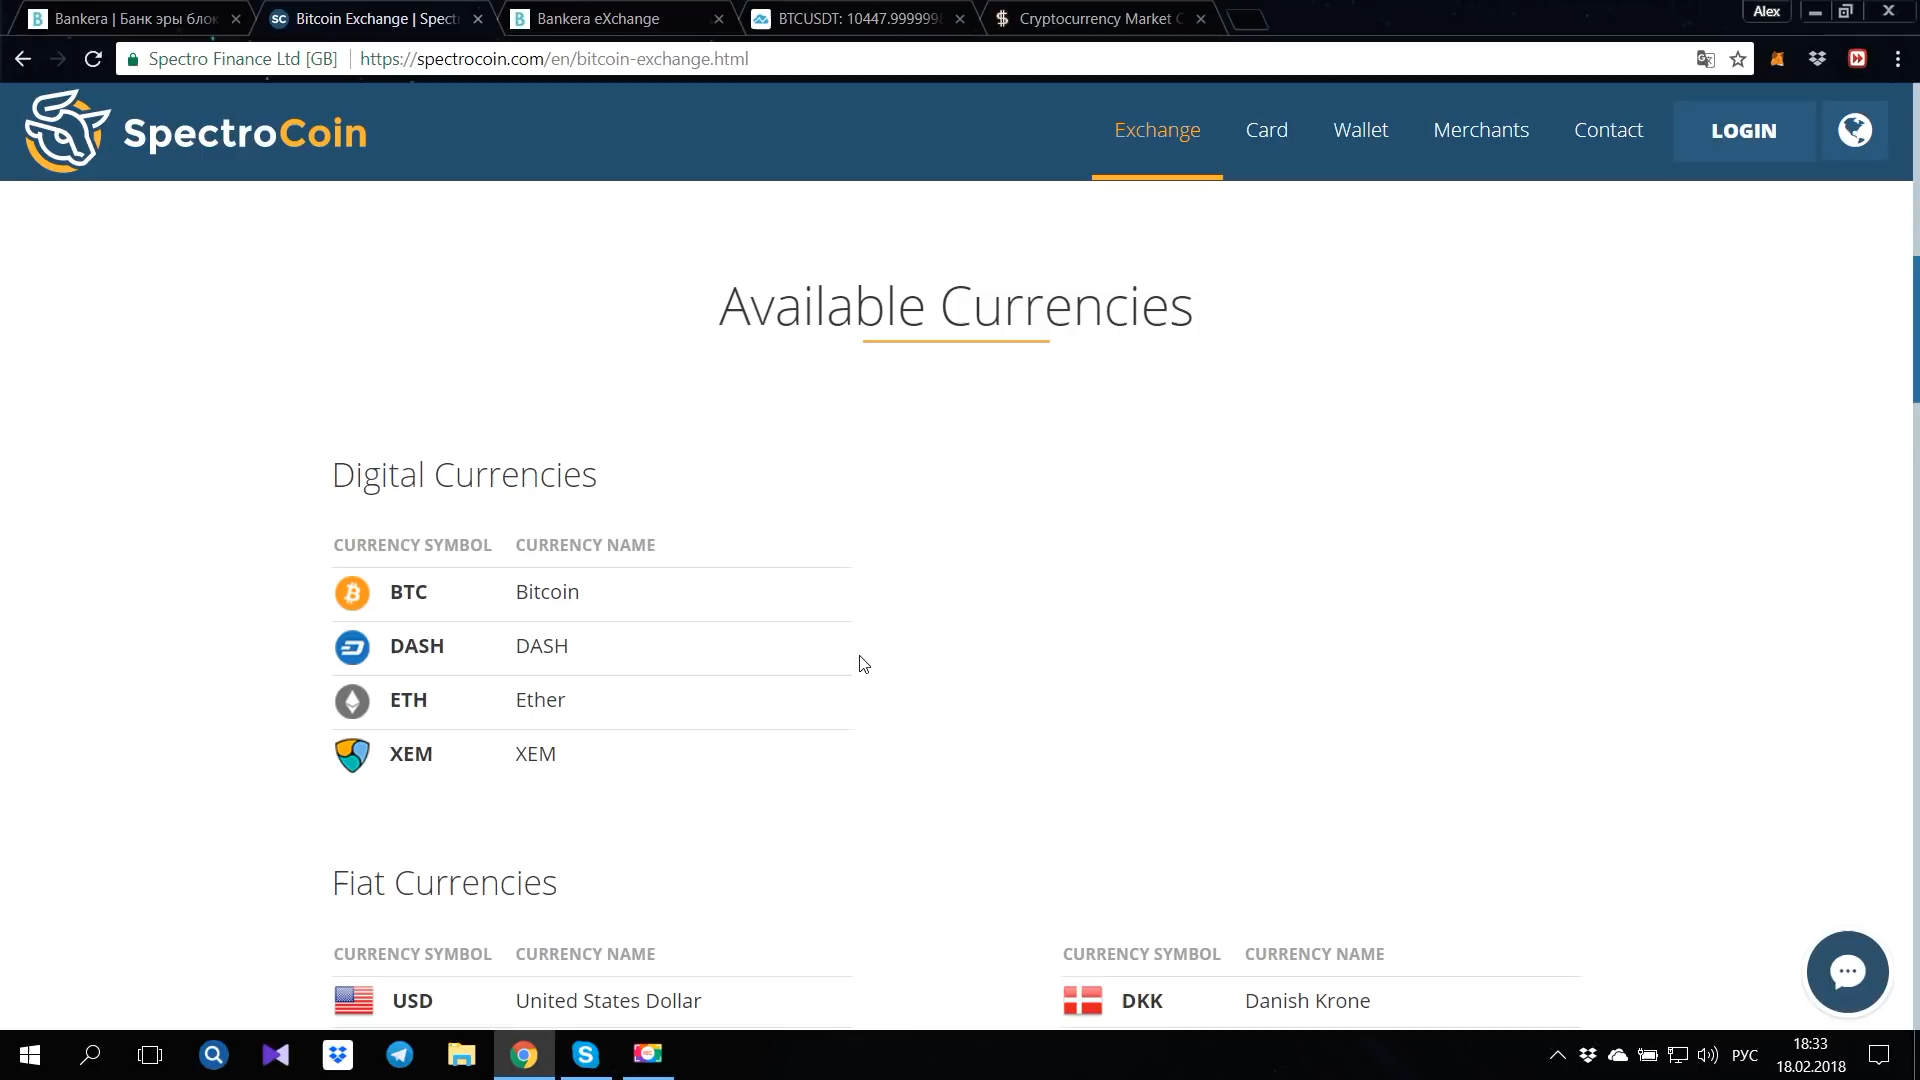 Bankera | Банк эры блок
Bitcoin Exchange | Spect
Bankera eXchange
BTCUSDT: 10447.9999998
Cryptocurrency Market C
Alex
Spectro Finance Ltd [GB]
https://spectrocoin.com/en/bitcoin-exchange.html
SpectroCoin
Exchange
Card
Wallet
Merchants
Contact
LOGIN
Available Currencies
Digital Currencies
CURRENCY SYMBOL CURRENCY NAME
BTC Bitcoin
DASH DASH
ETH Ether
XEM XEM
Fiat Currencies
CURRENCY SYMBOL CURRENCY NAME
CURRENCY SYMBOL CURRENCY NAME
USD United States Dollar
DKK Danish Krone
РУС
18:33
18.02.2018